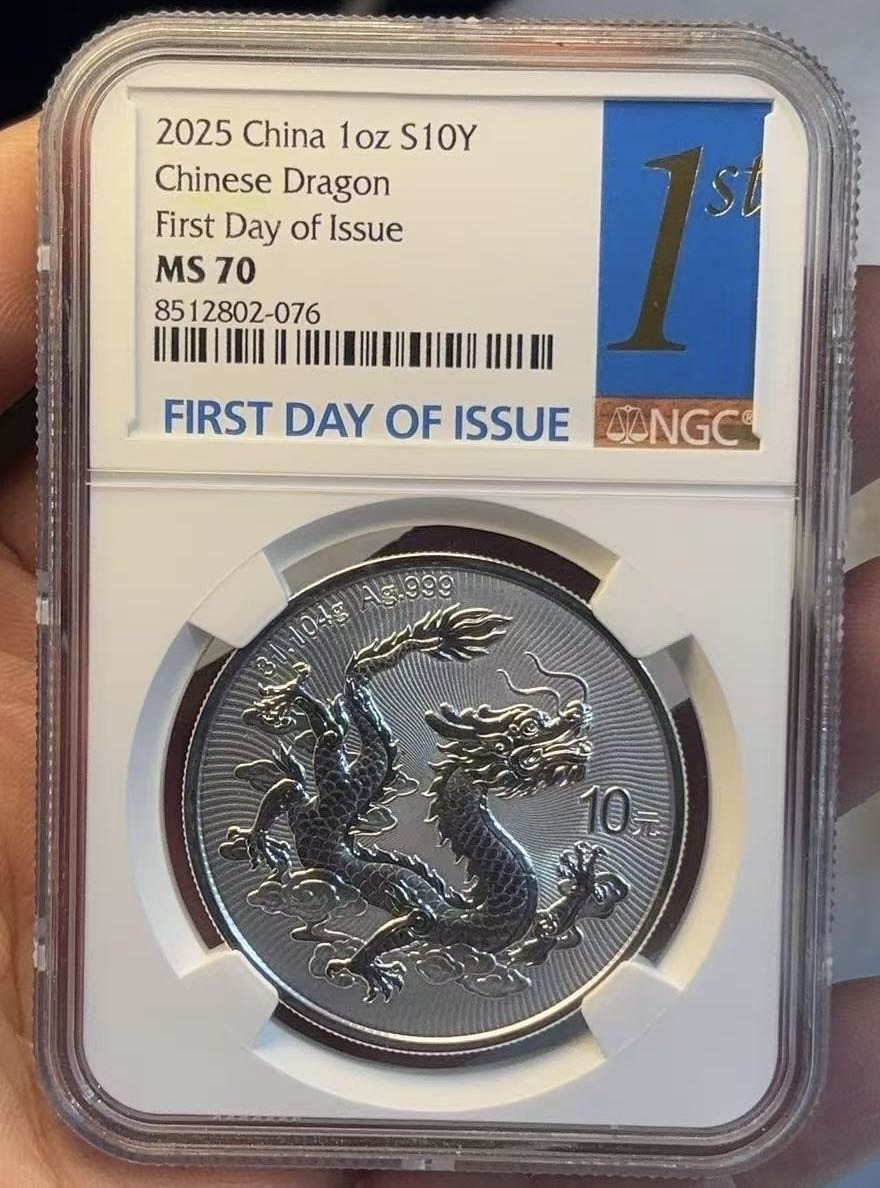 2025 China 1oz S10Y
Chinese Dragon
First Day of Issue
MS 70
8512802-076
FIRST DAY OF ISSUE
1st
NGC®
31.104g Ag.999
10元